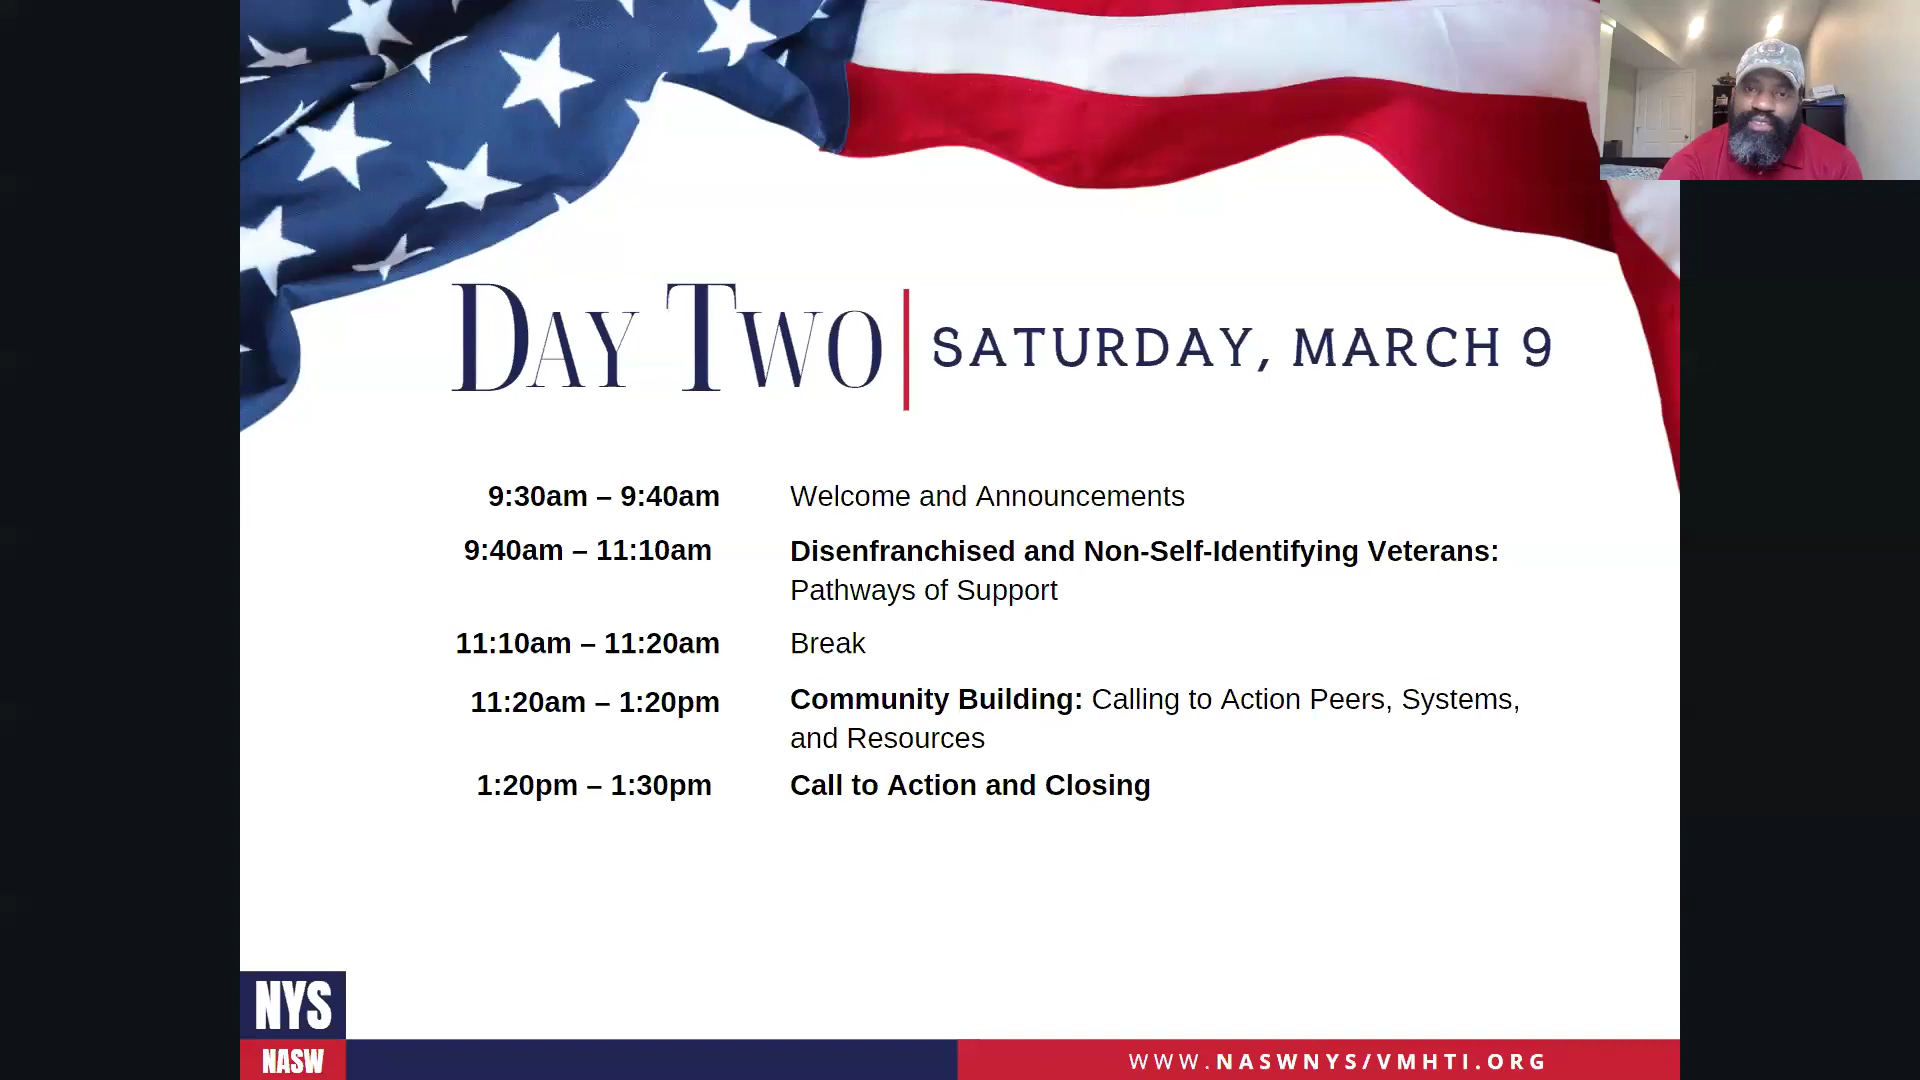 DAY TWO
SATURDAY, MARCH 9
9:30am – 9:40am Welcome and Announcements
9:40am – 11:10am Disenfranchised and Non-Self-Identifying Veterans:
Pathways of Support
11:10am – 11:20am Break
11:20am – 1:20pm Community Building: Calling to Action Peers, Systems,
and Resources
1:20pm – 1:30pm Call to Action and Closing
NYS
NASW
WWW.NASWNYS/VMHTI.ORG